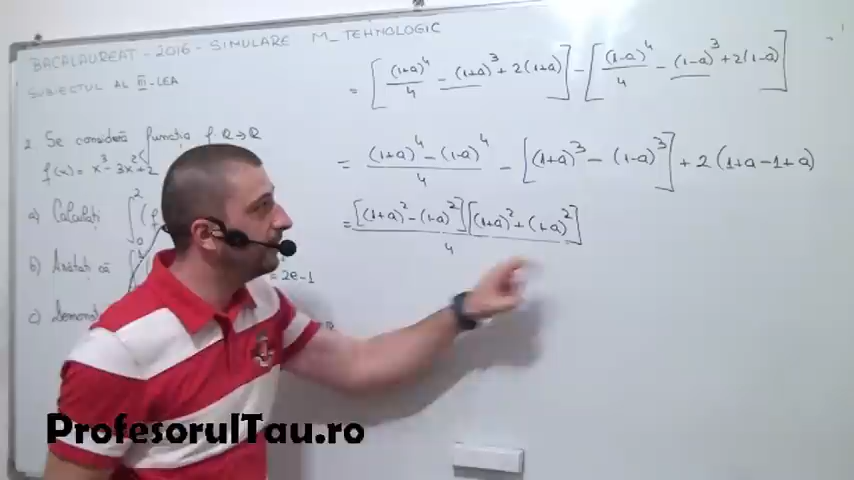 BACALAUREAT - 2016 - SIMULARE M_TEHNOLOGIC
SUBIECTUL AL III-LEA
2. Se consideră funcția f: R→R
f(x) = x³-3x²+2
a) Calculați ∫₀²
b) Arătați că
= 2e-1
c)
= [(1+a)⁴/4 - (1+a)³ + 2(1+a)] - [(1-a)⁴/4 - (1-a)³ + 2(1-a)]
= (1+a)⁴-(1-a)⁴/4 - [(1+a)³ - (1-a)³] + 2(1+a-1+a)
= [(1+a)²-(1-a)²][(1+a)²+(1-a)²]/4
ProfesorulTau.ro